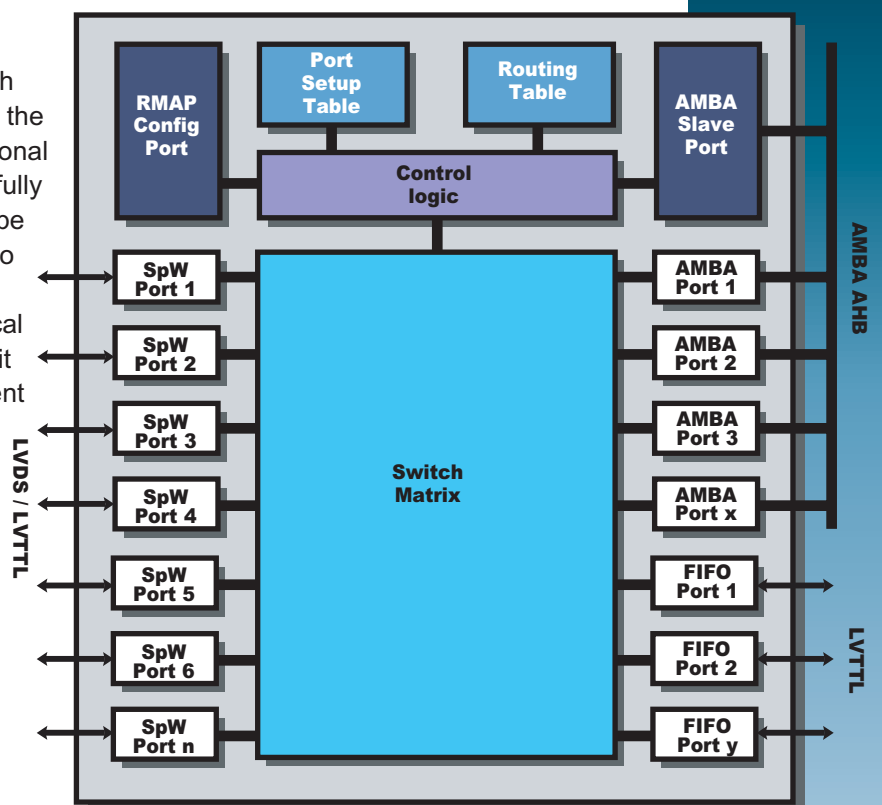 h
the
onal
fully
be
o
cal
it
ent
RMAP
Config
Port
Port
Setup
Table
Routing
Table
AMBA
Slave
Port
Control
logic
SpW
Port 1
SpW
Port 2
SpW
Port 3
SpW
Port 4
SpW
Port 5
SpW
Port 6
SpW
Port n
LVDS / LVTTL
Switch
Matrix
AMBA
Port 1
AMBA
Port 2
AMBA
Port 3
AMBA
Port x
FIFO
Port 1
FIFO
Port 2
FIFO
Port y
AMBA AHB
LVTTL